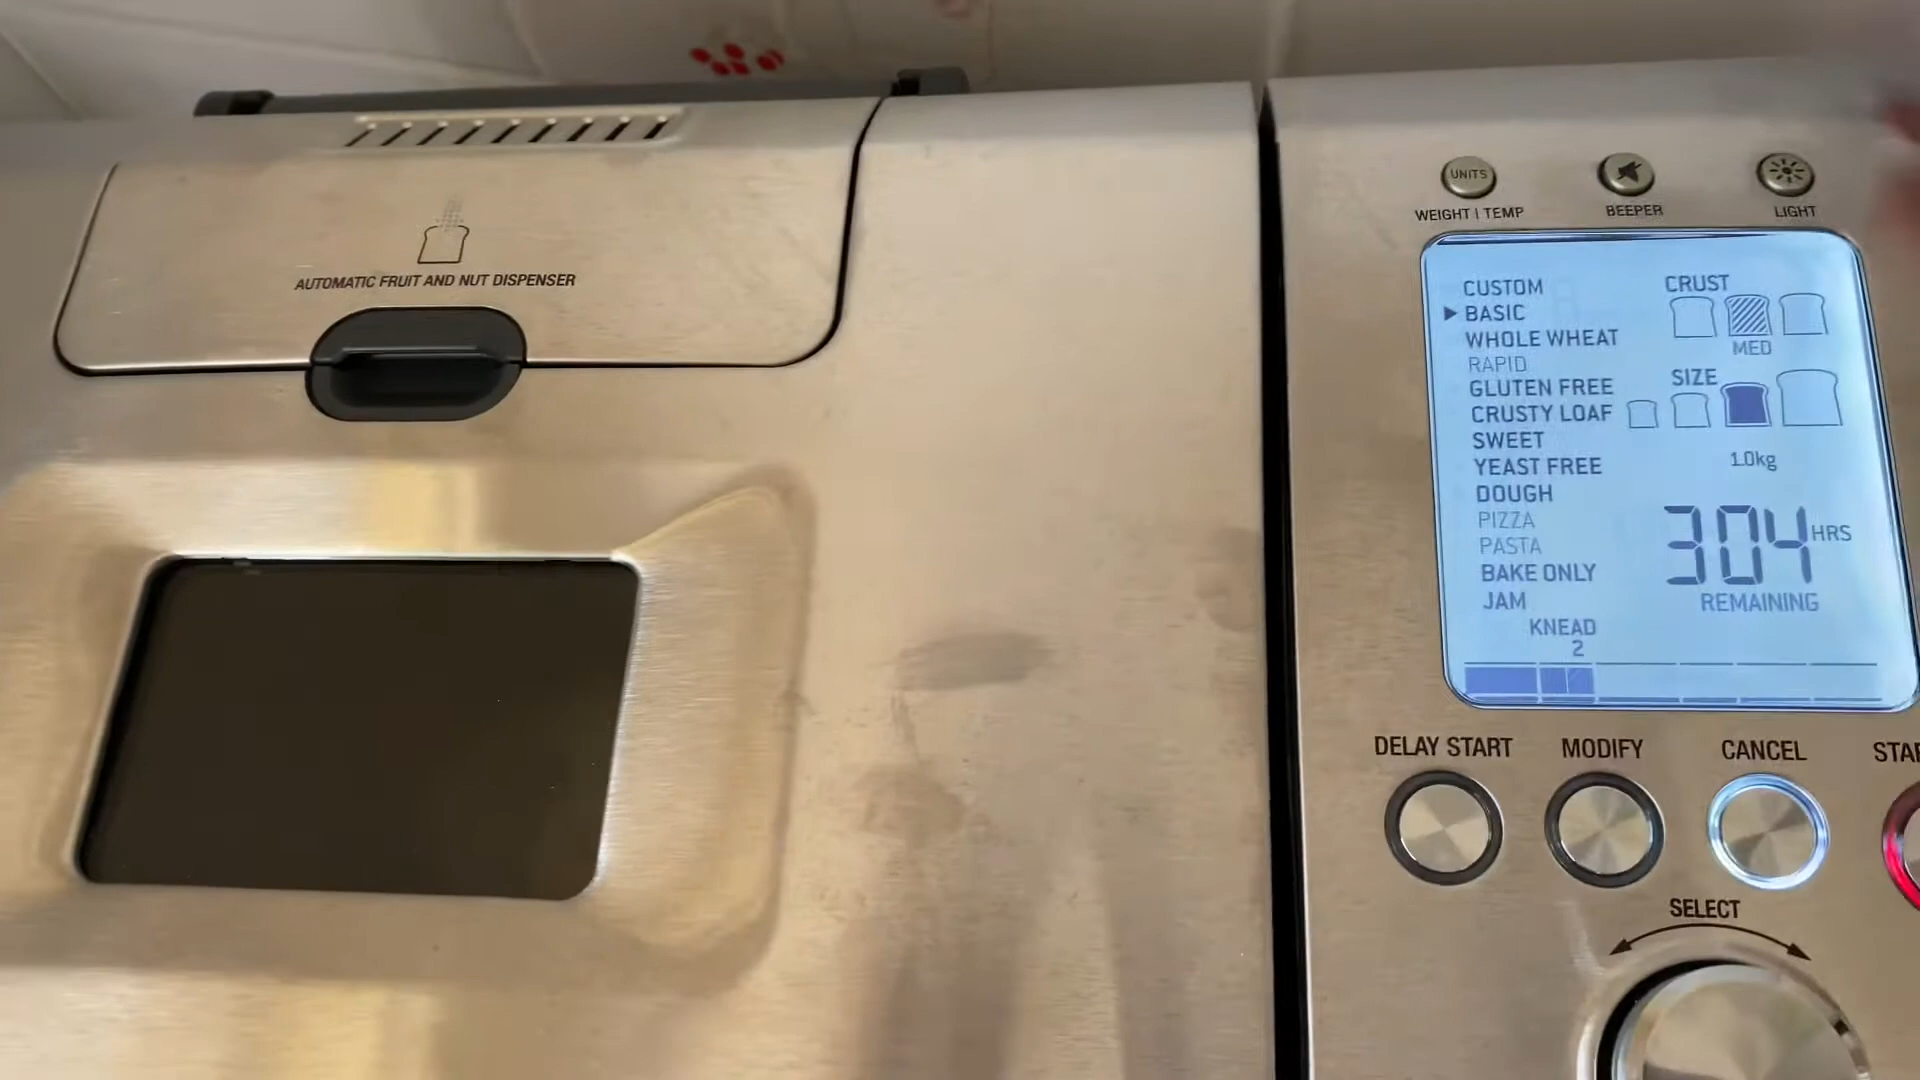 AUTOMATIC FRUIT AND NUT DISPENSER
UNITS
WEIGHT | TEMP
BEEPER
LIGHT
CUSTOM
BASIC
WHOLE WHEAT
RAPID
GLUTEN FREE
CRUSTY LOAF
SWEET
YEAST FREE
DOUGH
PIZZA
PASTA
BAKE ONLY
JAM
CRUST
MED
SIZE
1.0kg
304 HRS
REMAINING
KNEAD
2
DELAY START
MODIFY
CANCEL
SELECT